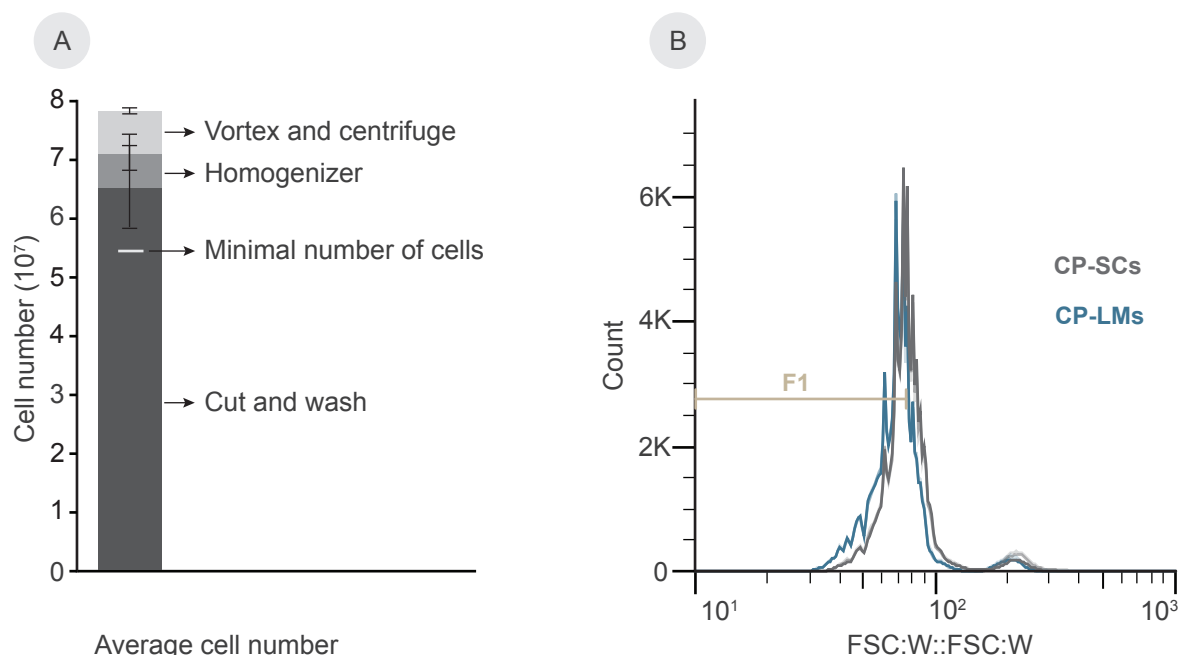 A
8
7
6
5
4
3
2
1
0
Cell number (10⁷)
Vortex and centrifuge
Homogenizer
Minimal number of cells
Cut and wash
Average cell number
B
6K
4K
2K
0
Count
F1
CP-SCs
CP-LMs
10¹ 10² 10³
FSC:W::FSC:W